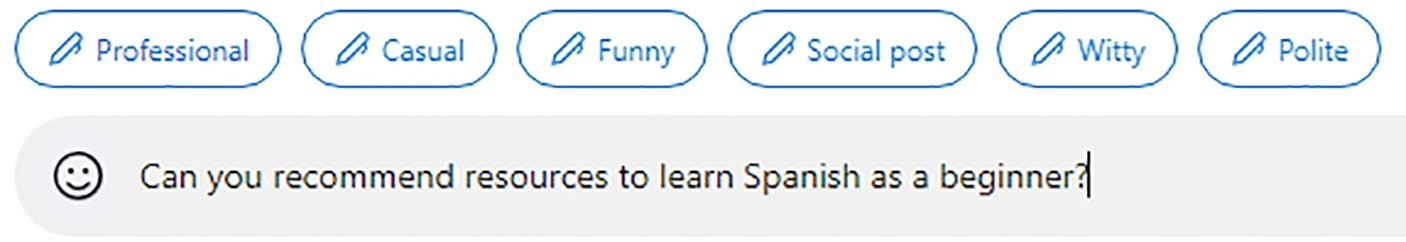 Professional Casual Funny Social post Witty Polite
Can you recommend resources to learn Spanish as a beginner?